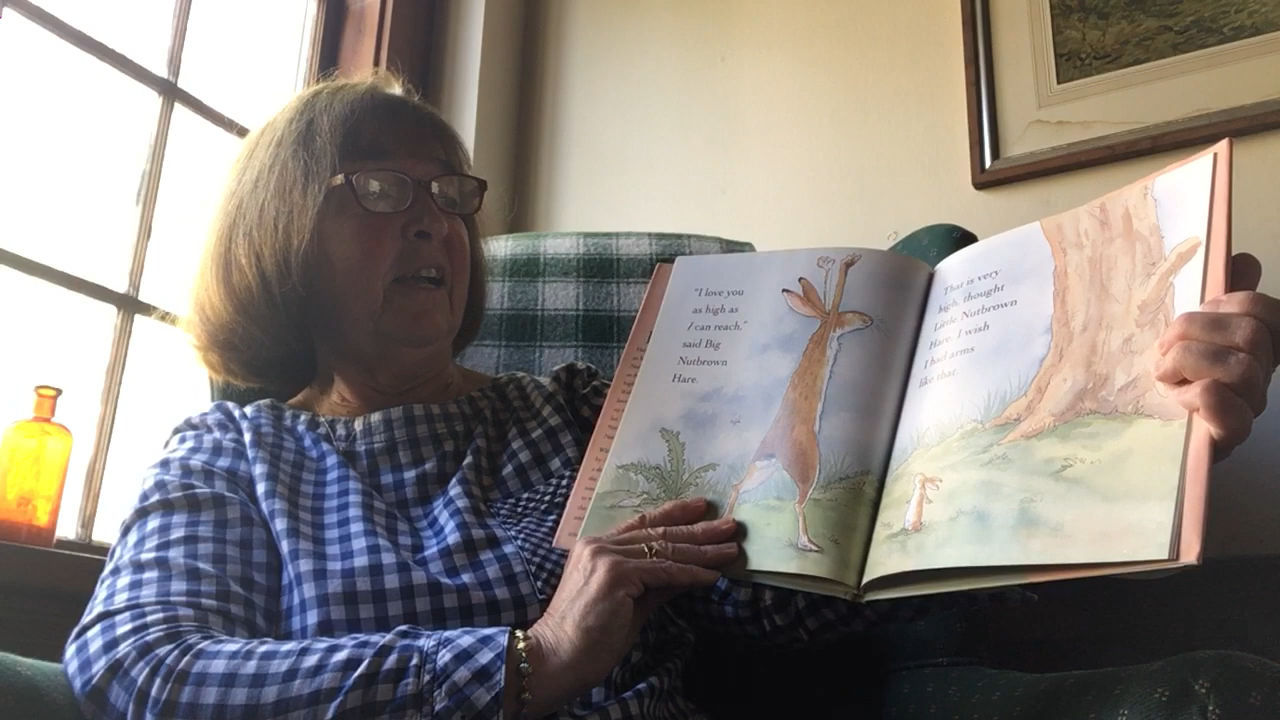 "I love you
as high as
I can reach,"
said Big
Nutbrown
Hare.
That is very
high, thought
Little Nutbrown
Hare. I wish
I had arms
like that.